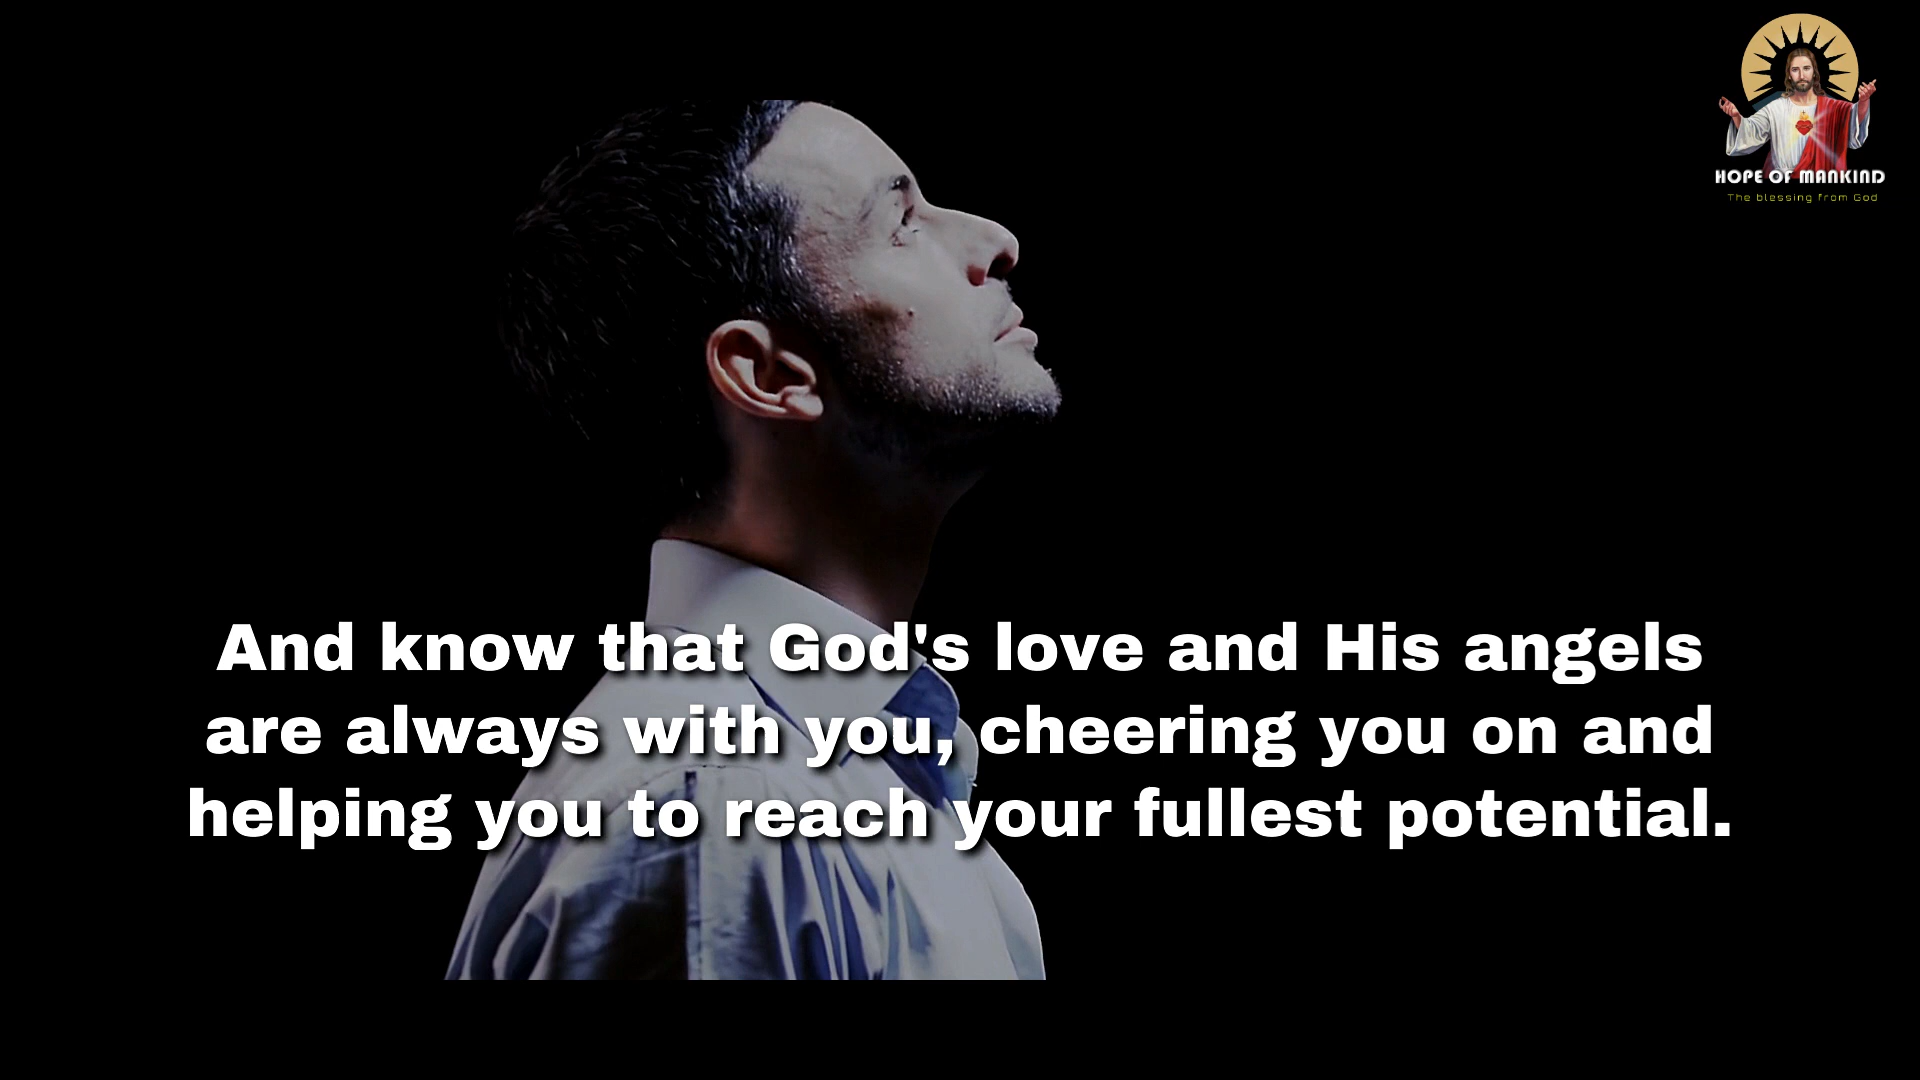 HOPE OF MANKIND
The blessing from God
And know that God's love and His angels
are always with you, cheering you on and
helping you to reach your fullest potential.